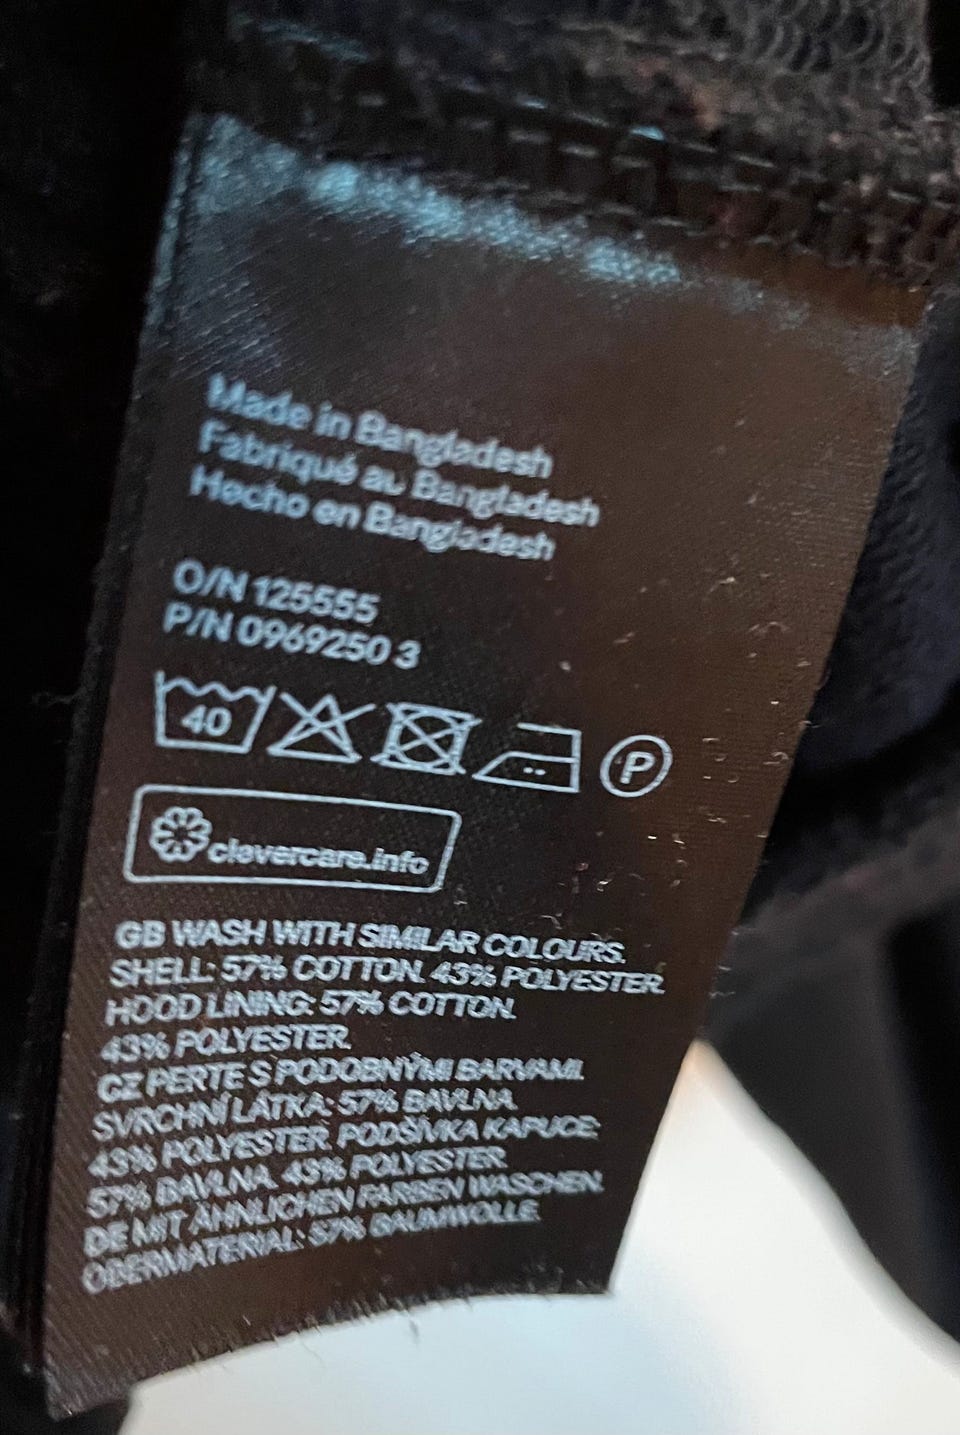 Made in Bangladesh
Fabriqué au Bangladesh
Hecho en Bangladesh
O/N 125555
P/N 0969250 3
40
P
clevercare.info
GB WASH WITH SIMILAR COLOURS.
SHELL: 57% COTTON. 43% POLYESTER.
HOOD LINING: 57% COTTON.
43% POLYESTER.
CZ PERTE S PODOBNÝMI BARVAMI.
SVROCHNÍ LÁTKA: 57% BAVLNA.
43% POLYESTER. PODŠÍVKA KAPUCE:
57% BAVLNA. 43% POLYESTER.
DE MIT ÄHNLICHEN FARBEN WASCHEN.
OBERMATERIAL: 57% BAUMWOLLE.